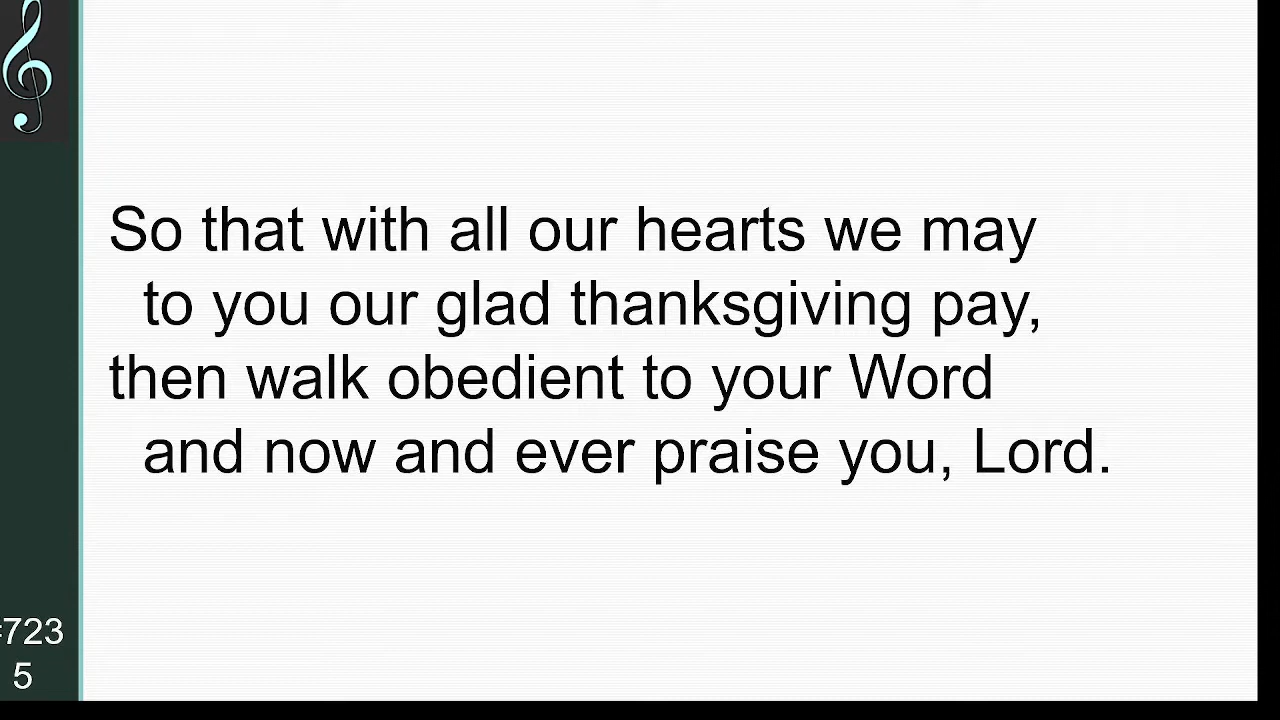 So that with all our hearts we may
to you our glad thanksgiving pay,
then walk obedient to your Word
and now and ever praise you, Lord.
#723
5